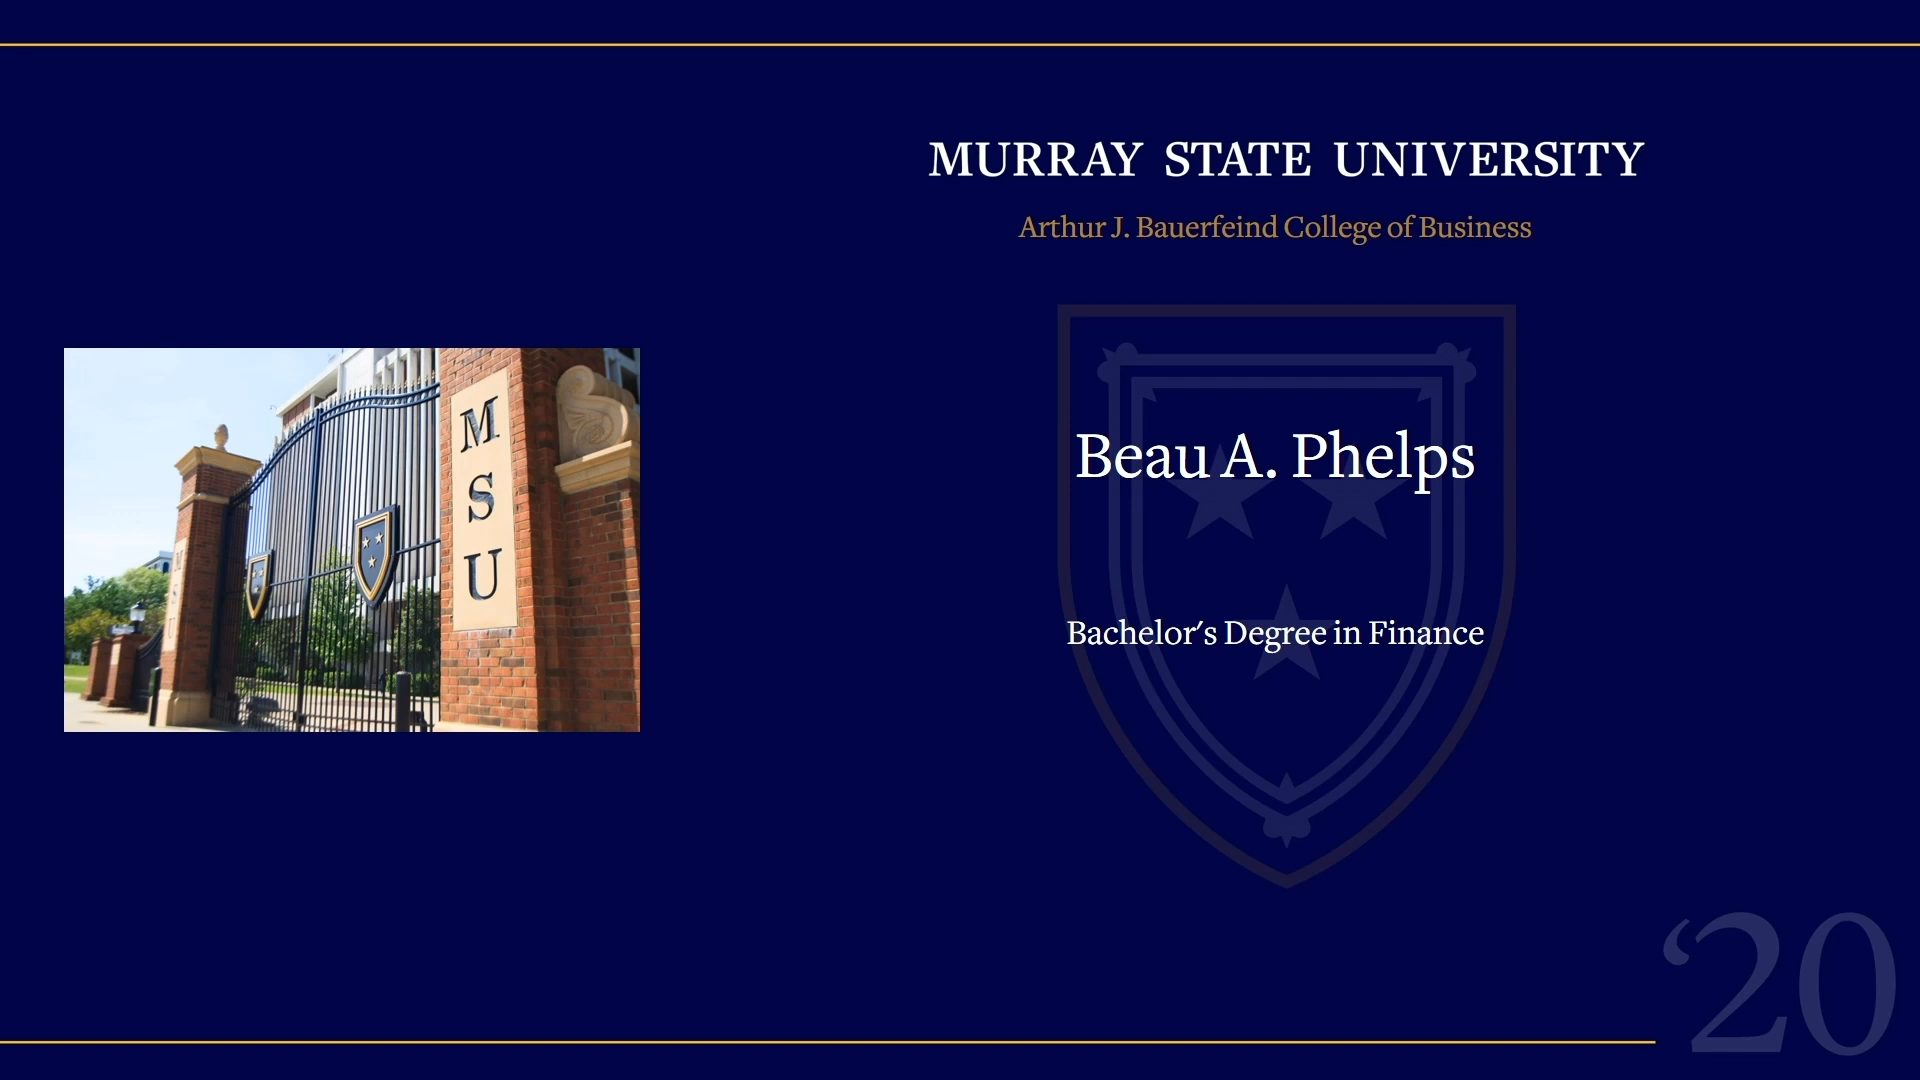 MURRAY STATE UNIVERSITY
Arthur J. Bauerfeind College of Business
M
S
U
Beau A. Phelps
Bachelor's Degree in Finance
‘20